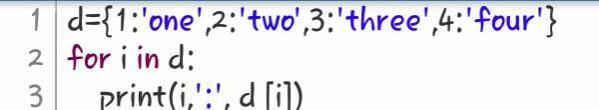 1 d={1:'one',2:'two',3:'three',4:'four'}
2 for i in d:
3 print(i,':', d [i])